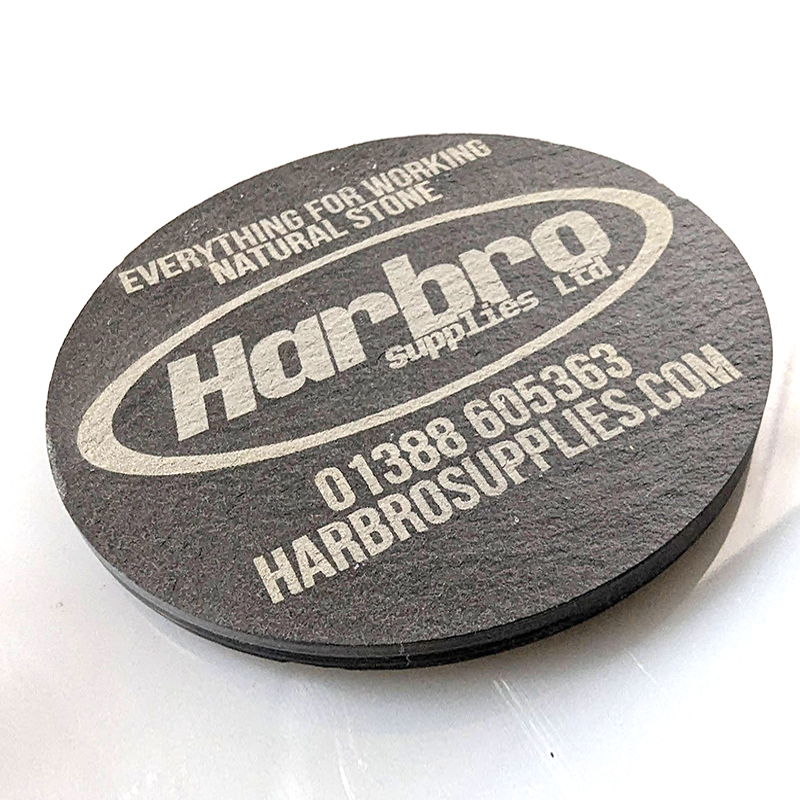 EVERYTHING FOR WORKING
NATURAL STONE
Harbro
supplies Ltd.
01388 605363
HARBROSUPPLIES.COM